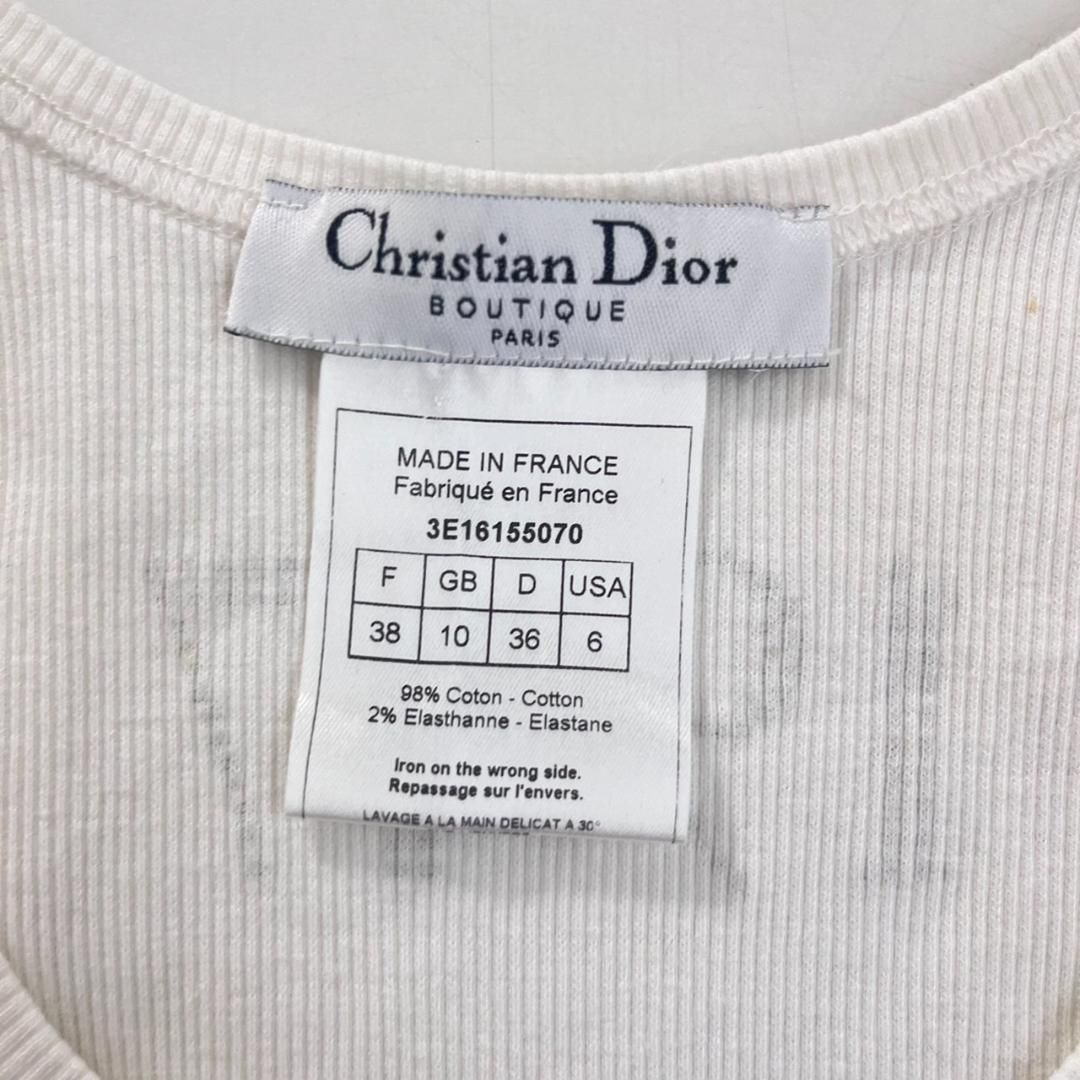 Christian Dior
BOUTIQUE
PARIS
MADE IN FRANCE
Fabriqué en France
3E16155070
F GB D USA
38 10 36 6
98% Coton - Cotton
2% Elasthanne - Elastane
Iron on the wrong side.
Repassage sur l'envers.
LAVAGE A LA MAIN DELICAT A 30°